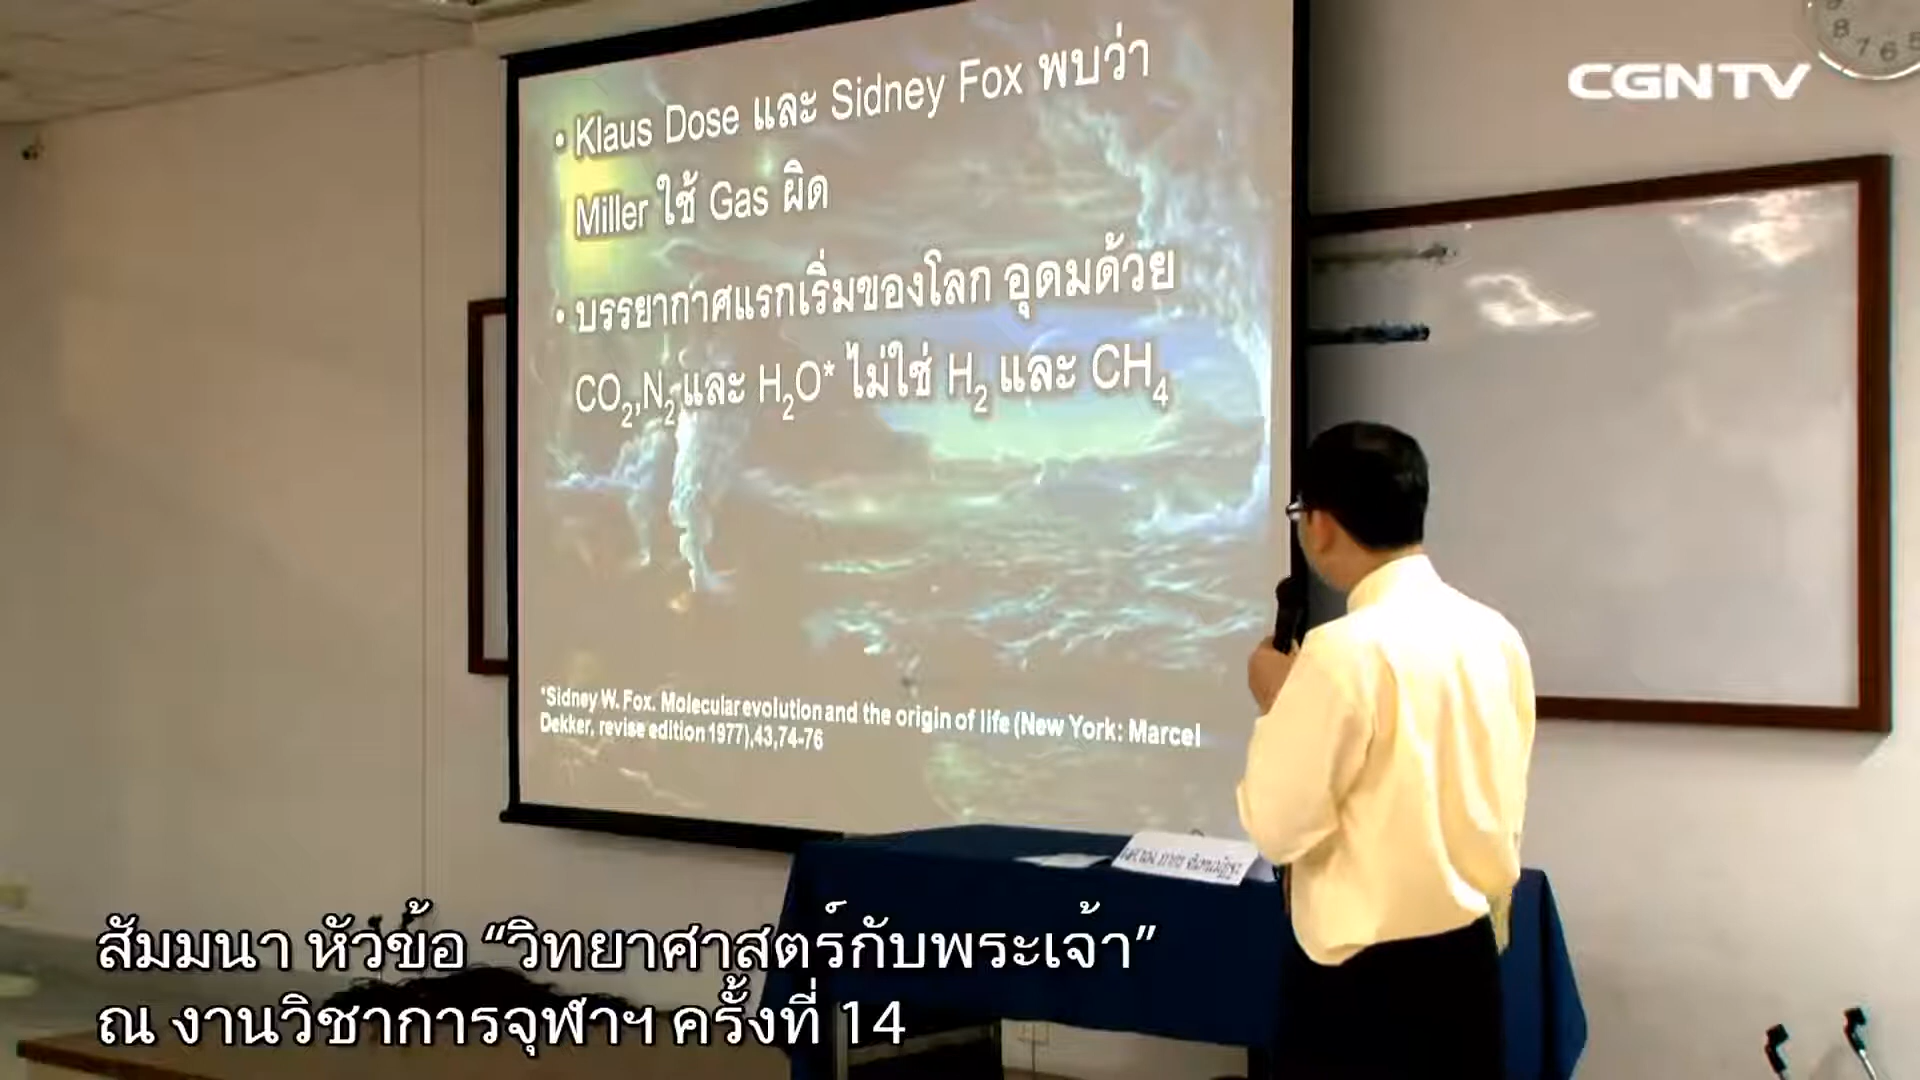 CGNTV
• Klaus Dose และ Sidney Fox พบว่า
Miller ใช้ Gas ผิด
• บรรยากาศแรกเริ่มของโลก อุดมด้วย
CO2,N2และ H2O* ไม่ใช่ H2 และ CH4
*Sidney W. Fox. Molecular evolution and the origin of life (New York: Marcel
Dekker, revise edition 1977),43,74-76
8 7 6 5
สัมมนา หัวข้อ “วิทยาศาสตร์กับพระเจ้า”
ณ งานวิชาการจุฬาฯ ครั้งที่ 14